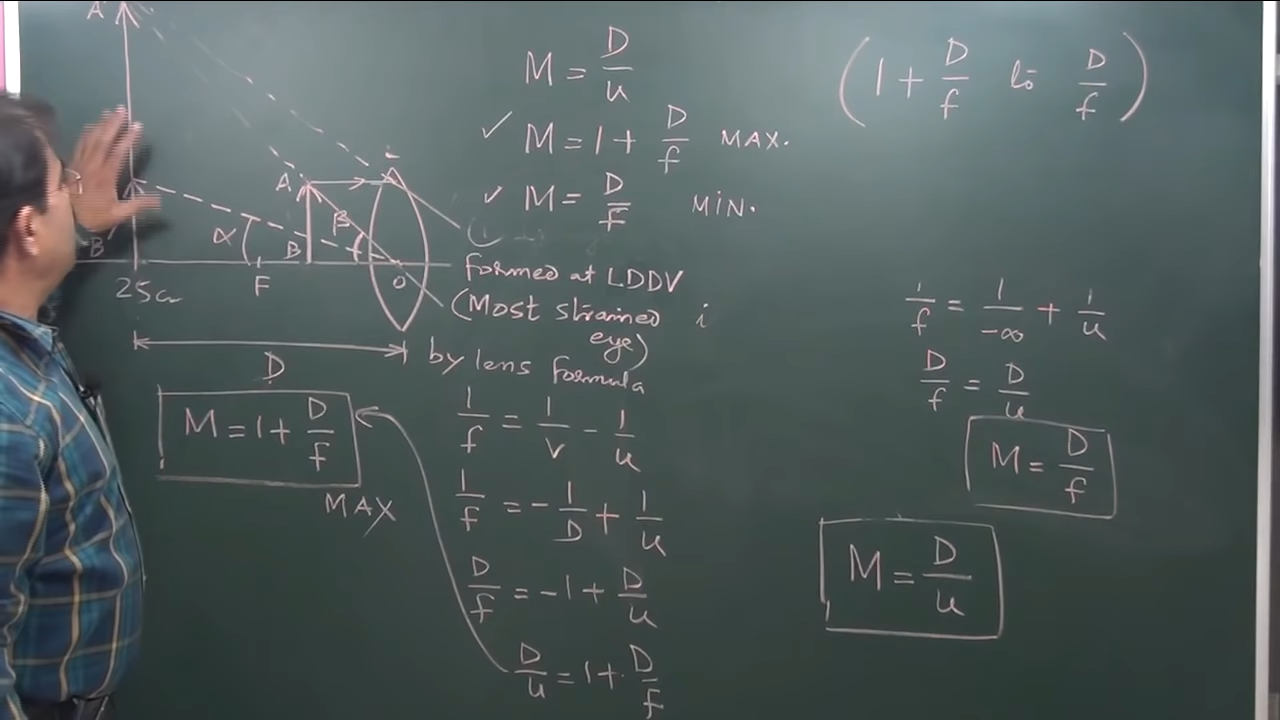 A'
A
L
β
α
B'
B
25cm
F
O
D
M = 1 + D/f
MAX
M = D/u
✓ M = 1 + D/f MAX.
✓ M = D/f MIN.
formed at LDDV
(Most strained
eye)
by lens formula
1/f = 1/v - 1/u
1/f = - 1/D + 1/u
D/f = -1 + D/u
D/u = 1 + D/f
(1 + D/f to D/f)
1/f = 1/-∞ + 1/u
D/f = D/u
M = D/f
M = D/u